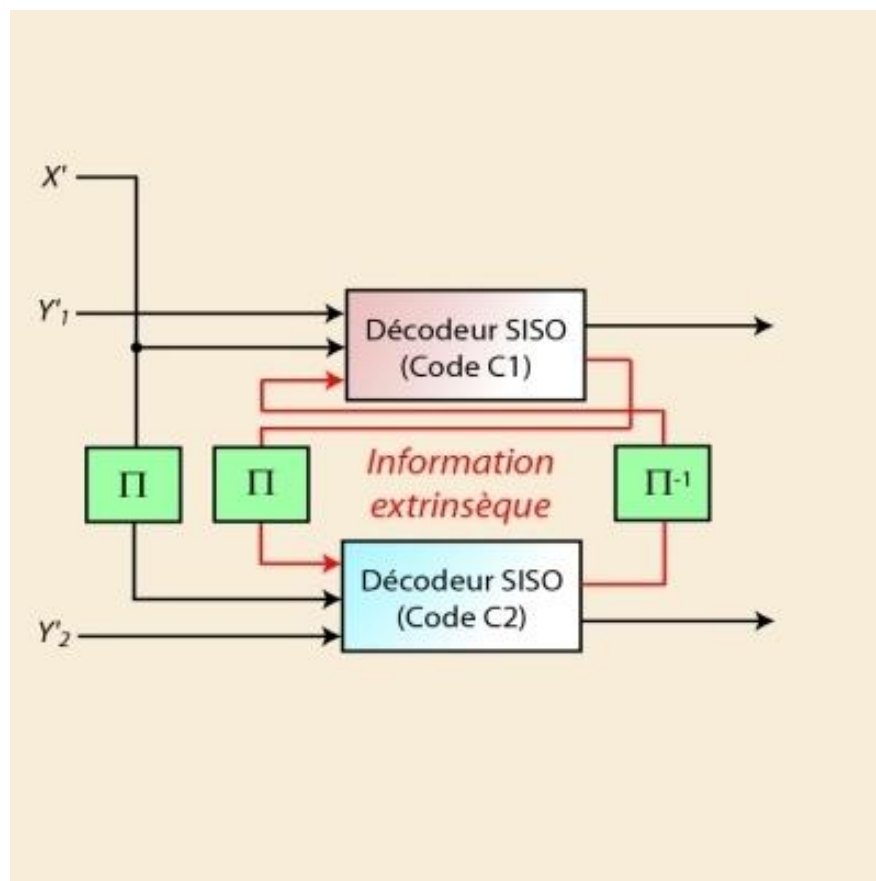 X'
Y'1
Décodeur SISO
(Code C1)
Π
Π
Information
extrinsèque
Π-1
Décodeur SISO
(Code C2)
Y'2